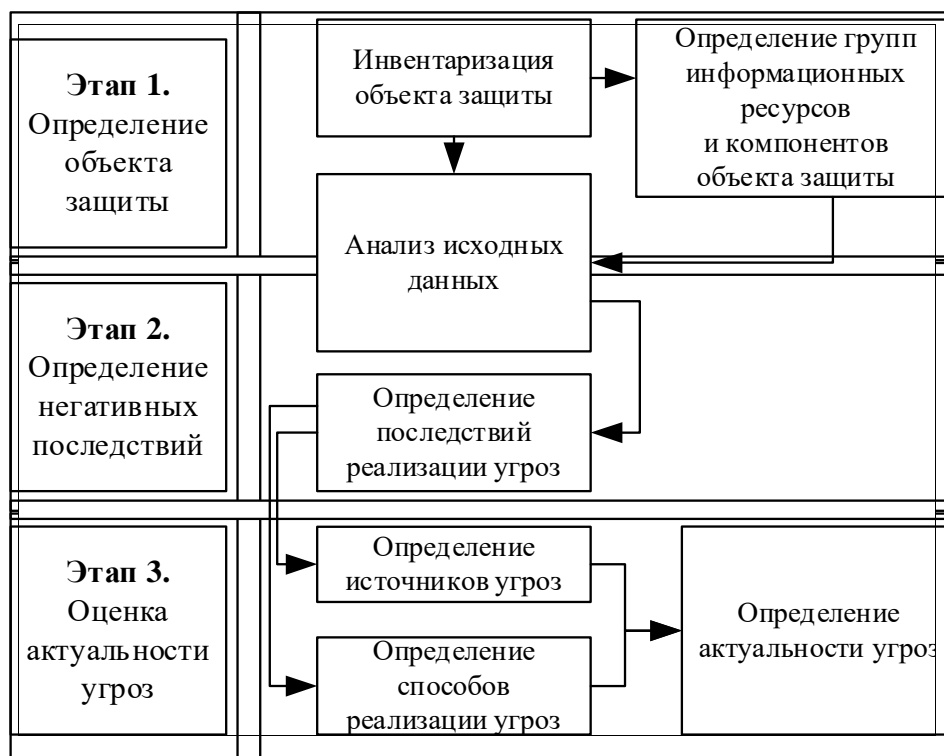 Этап 1.
Определение
объекта
защиты
Инвентаризация
объекта защиты
Определение групп
информационных
ресурсов
и компонентов
объекта защиты
Анализ исходных
данных
Этап 2.
Определение
негативных
последствий
Определение
последствий
реализации угроз
Этап 3.
Оценка
актуальности
угроз
Определение
источников угроз
Определение
способов
реализации угроз
Определение
актуальности угроз